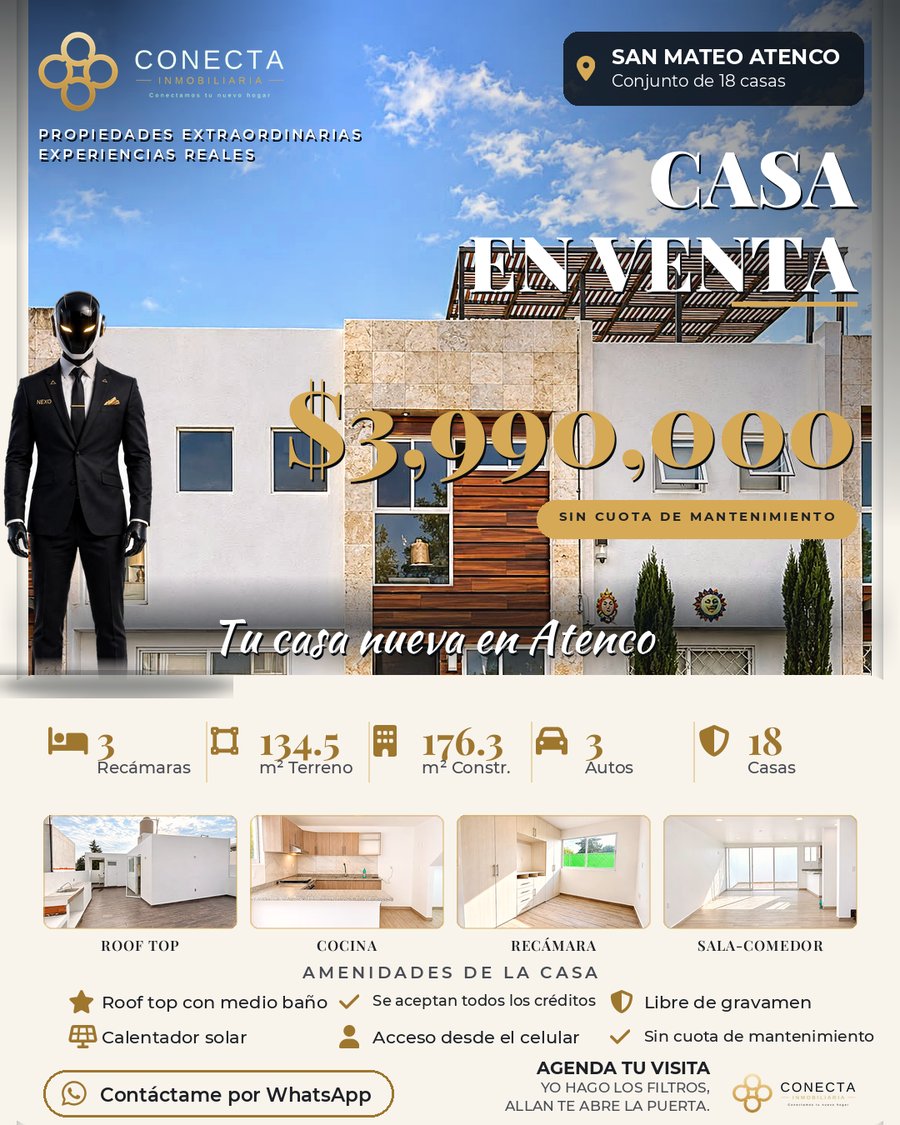 CONECTA
INMOBILIARIA
Conectamos tu nuevo hogar
PROPIEDADES EXTRAORDINARIAS
EXPERIENCIAS REALES
SAN MATEO ATENCO
Conjunto de 18 casas
CASA
EN VENTA
NEXO
$3,990,000
SIN CUOTA DE MANTENIMIENTO
Tu casa nueva en Atenco
3
Recámaras
134.5
m² Terreno
176.3
m² Constr.
3
Autos
18
Casas
ROOF TOP
COCINA
RECÁMARA
SALA-COMEDOR
AMENIDADES DE LA CASA
Roof top con medio baño
Se aceptan todos los créditos
Libre de gravamen
Calentador solar
Acceso desde el celular
Sin cuota de mantenimiento
Contáctame por WhatsApp
AGENDA TU VISITA
YO HAGO LOS FILTROS,
ALLAN TE ABRE LA PUERTA.
CONECTA
INMOBILIARIA
Conectamos tu nuevo hogar